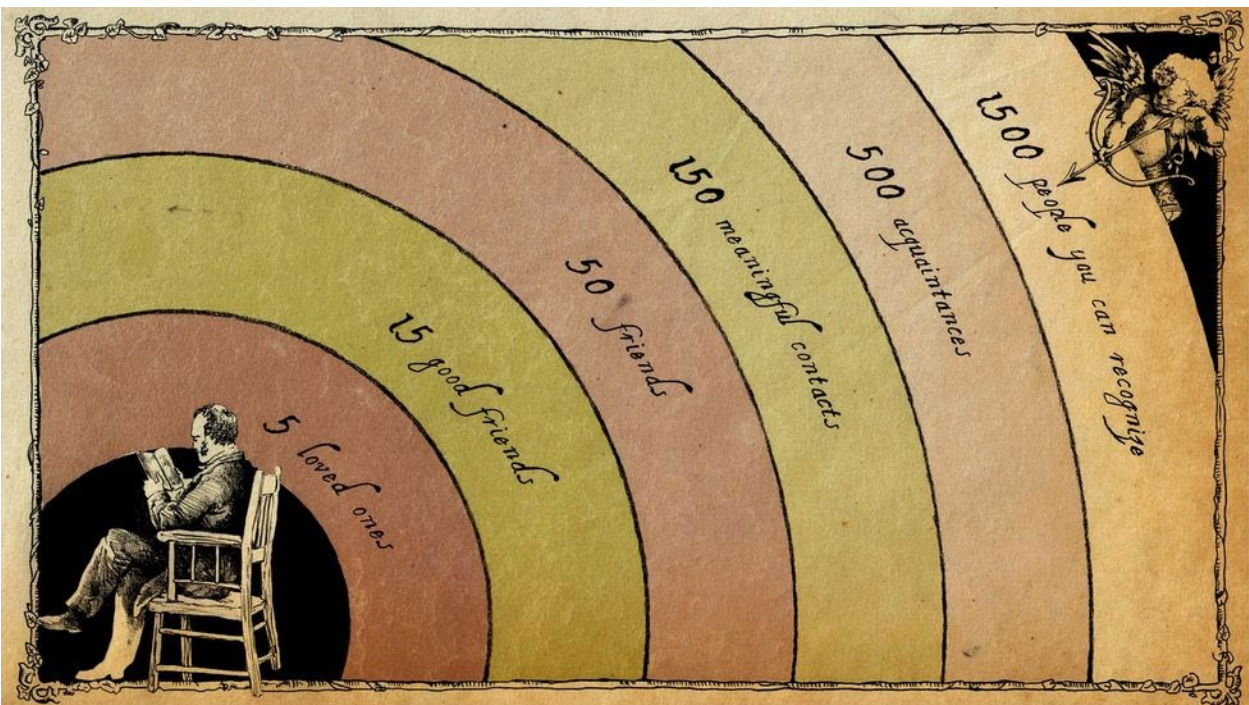 5 loved ones
15 good friends
50 friends
150 meaningful contacts
500 acquaintances
1500 people you can recognize